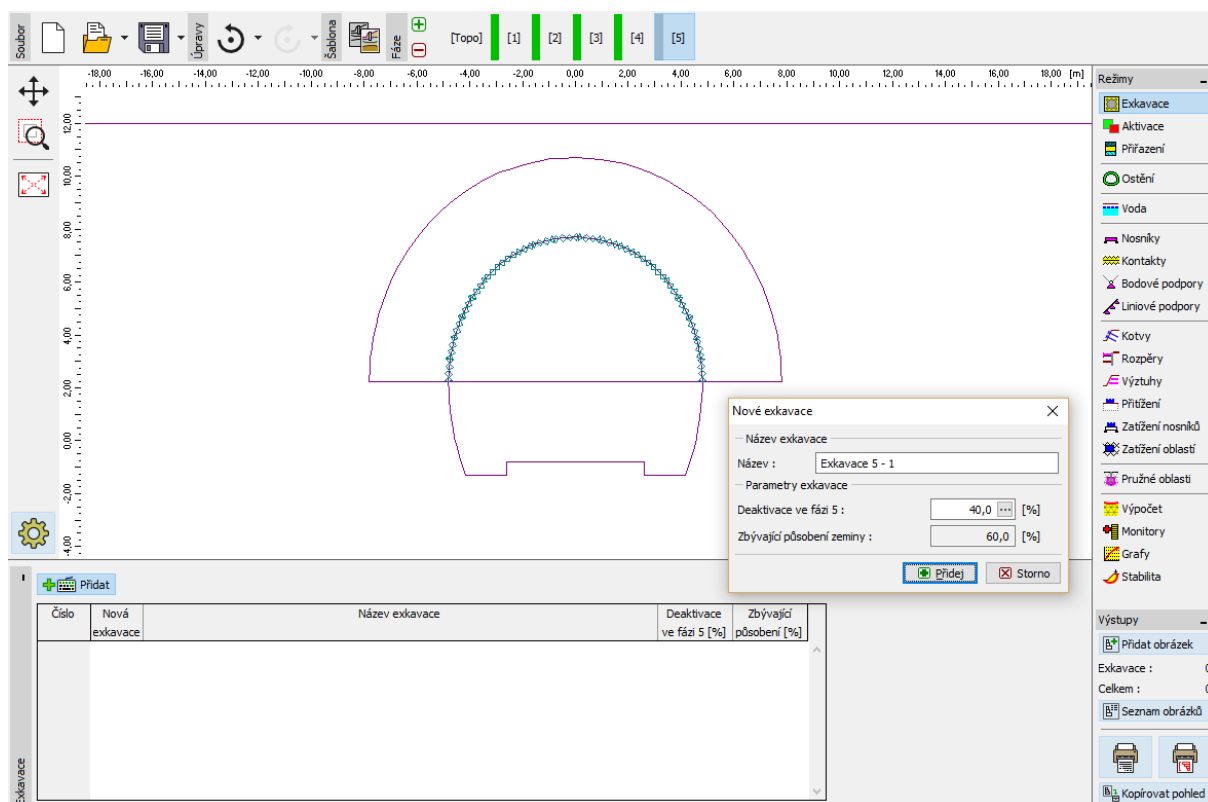 Soubor
Úpravy
Šablona
Fáze
[Topo] [1] [2] [3] [4] [5]
-18,00 -16,00 -14,00 -12,00 -10,00 -8,00 -6,00 -4,00 -2,00 0,00 2,00 4,00 6,00 8,00 10,00 12,00 14,00 16,00 18,00 [m]
12,00
10,00
8,00
6,00
4,00
2,00
0,00
-2,00
-4,00
Nové exkavace
Název exkavace
Název : Exkavace 5 - 1
Parametry exkavace
Deaktivace ve fázi 5 : 40,0 [%]
Zbývající působení zeminy : 60,0 [%]
Přidej Storno
Režimy
Exkavace
Aktivace
Přiřazení
Ostění
Voda
Nosníky
Kontakty
Bodové podpory
Liniové podpory
Kotvy
Rozpěry
Výztuhy
Přitížení
Zatížení nosníků
Zatížení oblastí
Pružné oblasti
Výpočet
Monitory
Grafy
Stabilita
Přidat
Číslo Nová exkavace Název exkavace Deaktivace ve fázi 5 [%] Zbývající působení [%]
Exkavace
Výstupy
Přidat obrázek
Exkavace : 0
Celkem : 0
Seznam obrázků
Kopírovat pohled